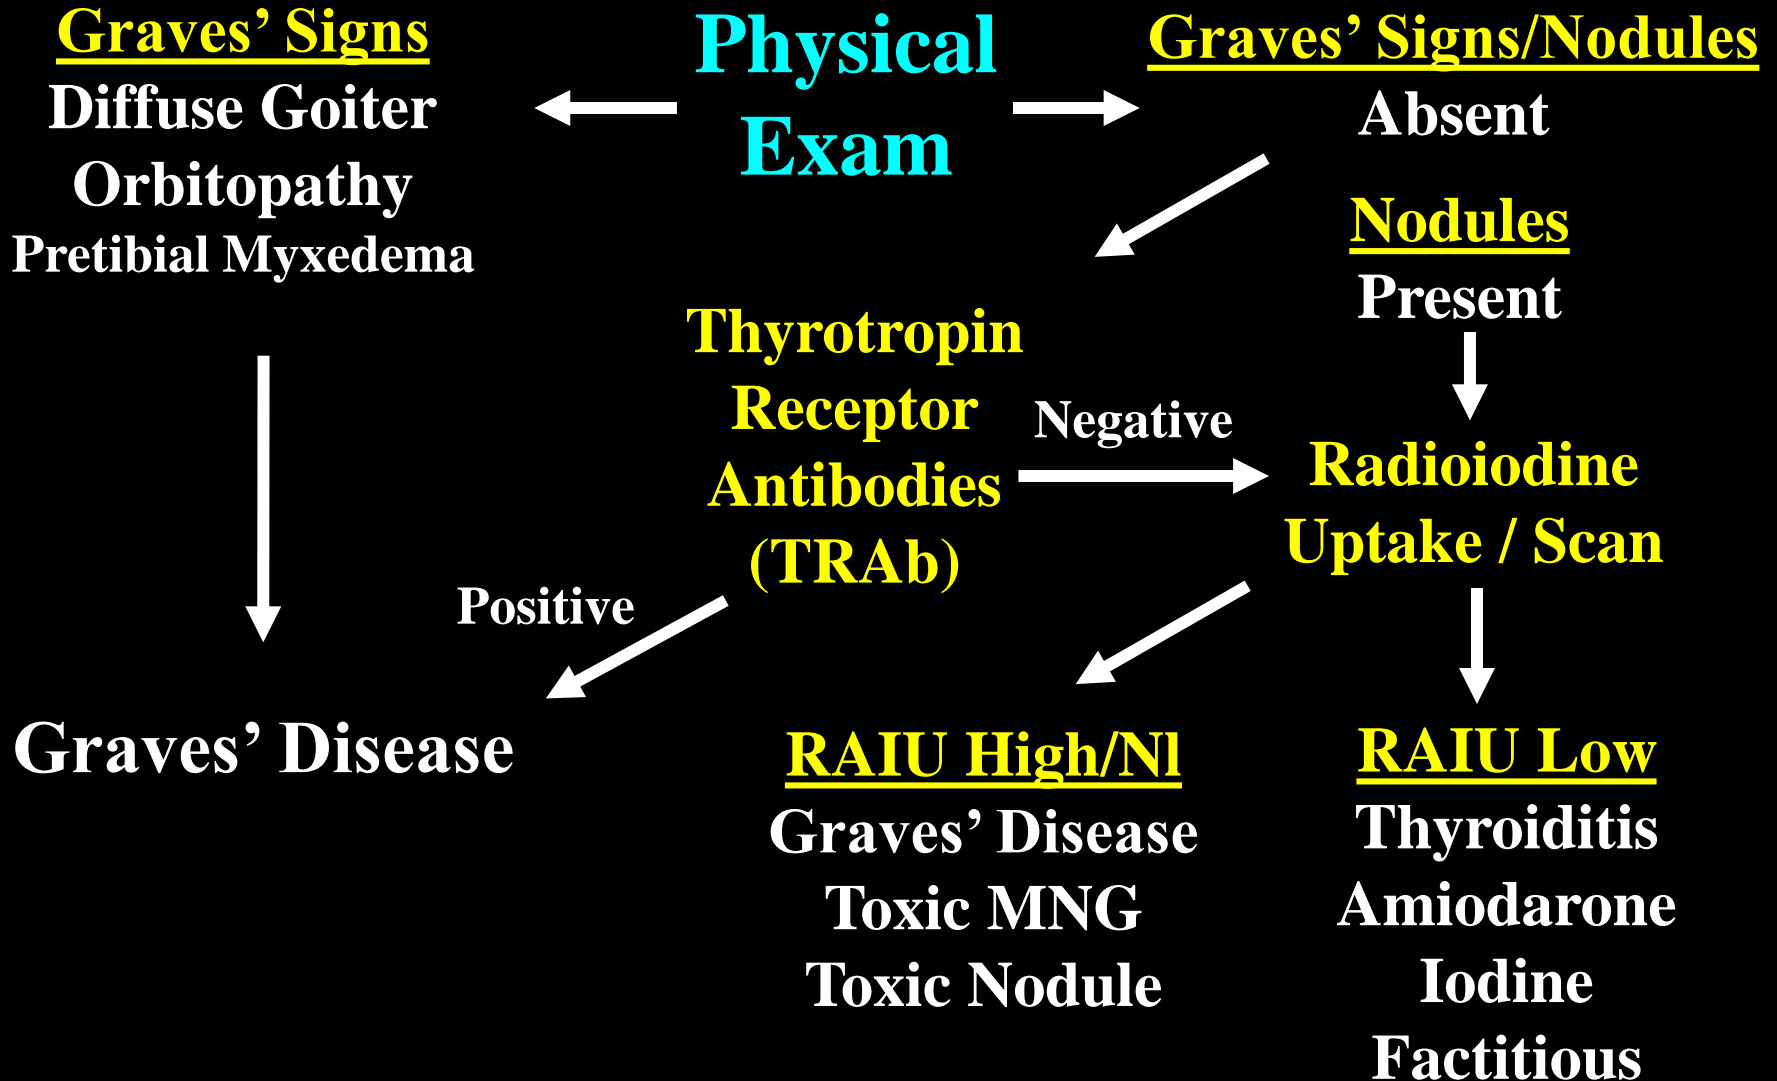 Graves’ Signs
Diffuse Goiter
Orbitopathy
Pretibial Myxedema
Physical
Exam
Graves’ Signs/Nodules
Absent
Nodules
Present
Thyrotropin
Receptor
Antibodies
(TRAb)
Negative
Radioiodine
Uptake / Scan
Positive
Graves’ Disease
RAIU High/Nl
Graves’ Disease
Toxic MNG
Toxic Nodule
RAIU Low
Thyroiditis
Amiodarone
Iodine
Factitious